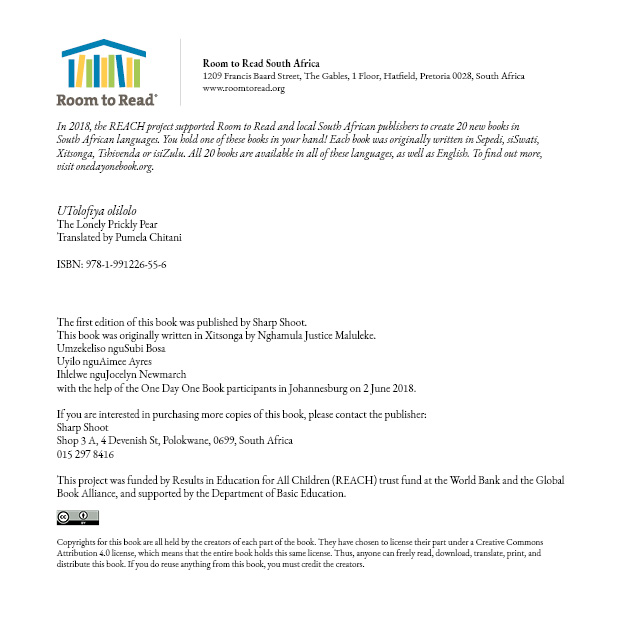 Room to Read®
Room to Read South Africa
1209 Francis Baard Street, The Gables, 1 Floor, Hatfield, Pretoria 0028, South Africa
www.roomtoread.org
In 2018, the REACH project supported Room to Read and local South African publishers to create 20 new books in
South African languages. You hold one of these books in your hand! Each book was originally written in Sepedi, siSwati,
Xitsonga, Tshivenda or isiZulu. All 20 books are available in all of these languages, as well as English. To find out more,
visit onedayonebook.org.
UTolofiya olilolo
The Lonely Prickly Pear
Translated by Pumela Chitani
ISBN: 978-1-991226-55-6
The first edition of this book was published by Sharp Shoot.
This book was originally written in Xitsonga by Nghamula Justice Maluleke.
Umzekeliso nguSubi Bosa
Uyilo nguAimee Ayres
Ihlelwe nguJocelyn Newmarch
with the help of the One Day One Book participants in Johannesburg on 2 June 2018.
If you are interested in purchasing more copies of this book, please contact the publisher:
Sharp Shoot
Shop 3 A, 4 Devenish St, Polokwane, 0699, South Africa
015 297 8416
This project was funded by Results in Education for All Children (REACH) trust fund at the World Bank and the Global
Book Alliance, and supported by the Department of Basic Education.
cc BY
Copyrights for this book are all held by the creators of each part of the book. They have chosen to license their part under a Creative Commons
Attribution 4.0 license, which means that the entire book holds this same license. Thus, anyone can freely read, download, translate, print, and
distribute this book. If you do reuse anything from this book, you must credit the creators.